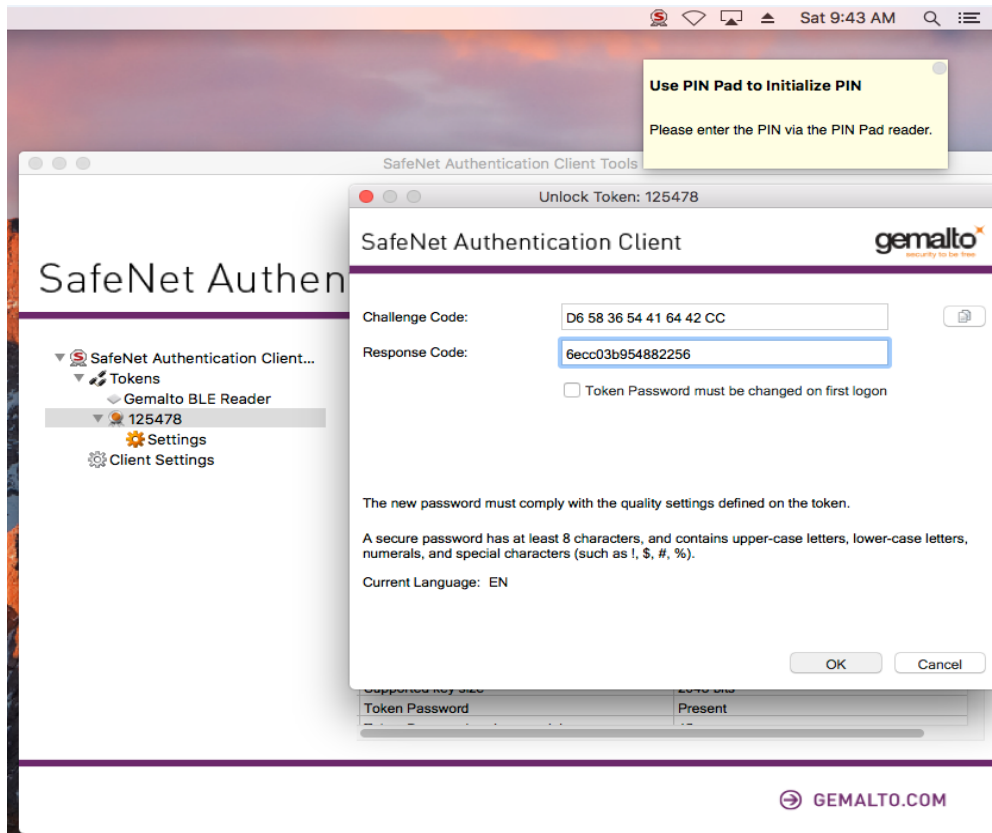 Sat 9:43 AM
Use PIN Pad to Initialize PIN
Please enter the PIN via the PIN Pad reader.
SafeNet Authentication Client Tools
Unlock Token: 125478
SafeNet Authentication Client
gemalto
security to be free
SafeNet Authen
Challenge Code:
D6 58 36 54 41 64 42 CC
Response Code:
6ecc03b954882256
Token Password must be changed on first logon
SafeNet Authentication Client...
Tokens
Gemalto BLE Reader
125478
Settings
Client Settings
The new password must comply with the quality settings defined on the token.
A secure password has at least 8 characters, and contains upper-case letters, lower-case letters,
numerals, and special characters (such as !, $, #, %).
Current Language: EN
OK
Cancel
Supported key size
2048 bits
Token Password
Present
GEMALTO.COM